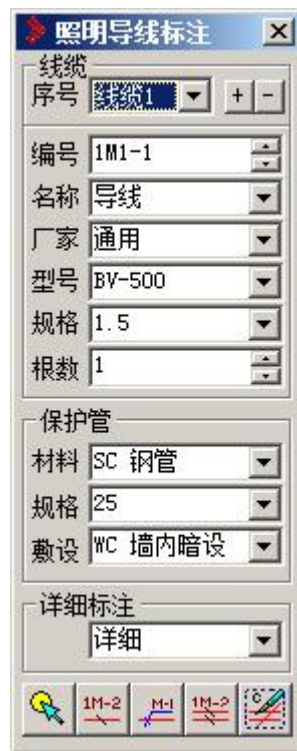 照明导线标注
线缆
序号 线缆1 + -
编号 1M1-1
名称 导线
厂家 通用
型号 BV-500
规格 1.5
根数 1
保护管
材料 SC 钢管
规格 25
敷设 WC 墙内暗设
详细标注
详细
1M-2 M-1 1M-2 C